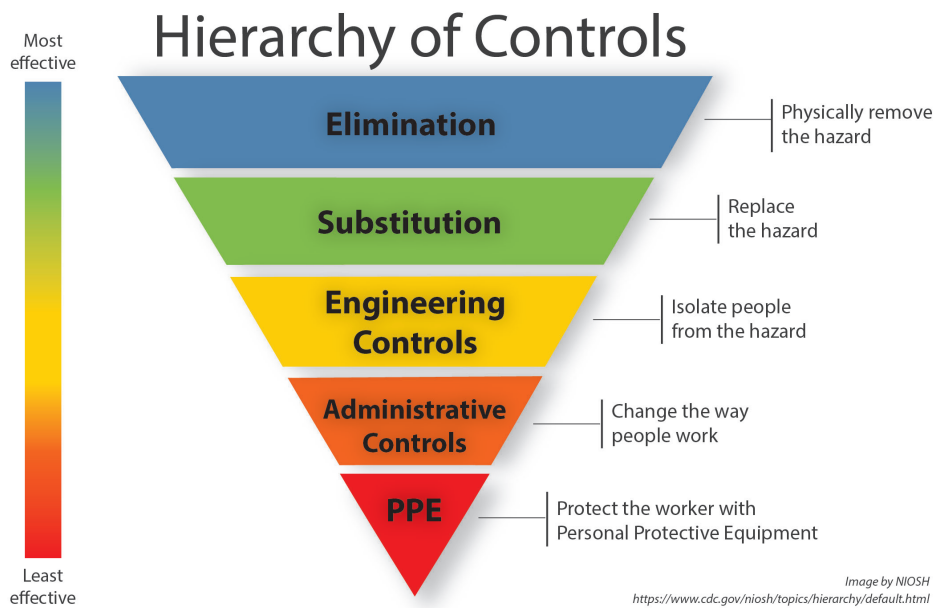 Hierarchy of Controls
Most
effective
Elimination
Physically remove
the hazard
Substitution
Replace
the hazard
Engineering
Controls
Isolate people
from the hazard
Administrative
Controls
Change the way
people work
PPE
Protect the worker with
Personal Protective Equipment
Least
effective
Image by NIOSH
https://www.cdc.gov/niosh/topics/hierarchy/default.html